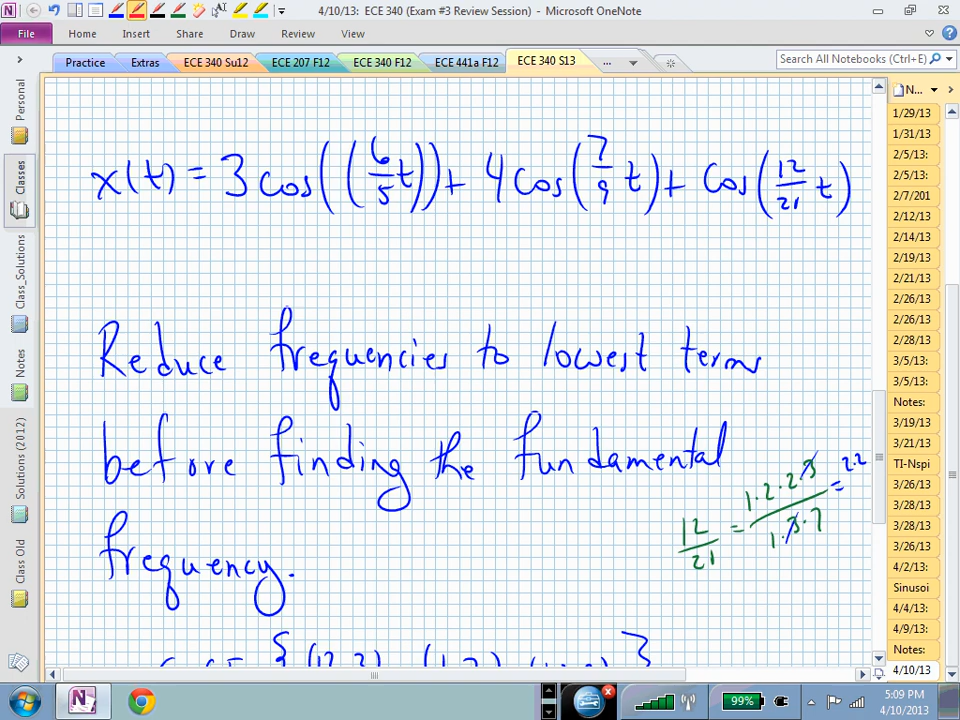 4/10/13: ECE 340 (Exam #3 Review Session) - Microsoft OneNote
File Home Insert Share Draw Review View
Practice Extras ECE 340 Su12 ECE 207 F12 ECE 340 F12 ECE 441a F12 ECE 340 S13 ...
Search All Notebooks (Ctrl+E)
N...
Personal
Classes
Class_Solutions
Notes
Solutions (2012)
Class Old
x(t) = 3 cos((6/5 t)) + 4 cos(7/9 t) + cos(12/21 t)
Reduce frequencies to lowest terms
before finding the fundamental
frequency.
12/21 = 1·2·2·3/1·3·7 = 2·2
1/29/13
1/31/13
2/5/13:
2/5/13:
2/7/201
2/12/13
2/14/13
2/19/13
2/21/13
2/26/13
2/26/13
2/28/13
3/5/13:
3/5/13:
Notes:
3/19/13
3/21/13
TI-Nspi
3/26/13
3/28/13
3/28/13
3/26/13
4/2/13:
Sinusoi
4/4/13:
4/9/13:
Notes:
4/10/13
99%
5:09 PM
4/10/2013